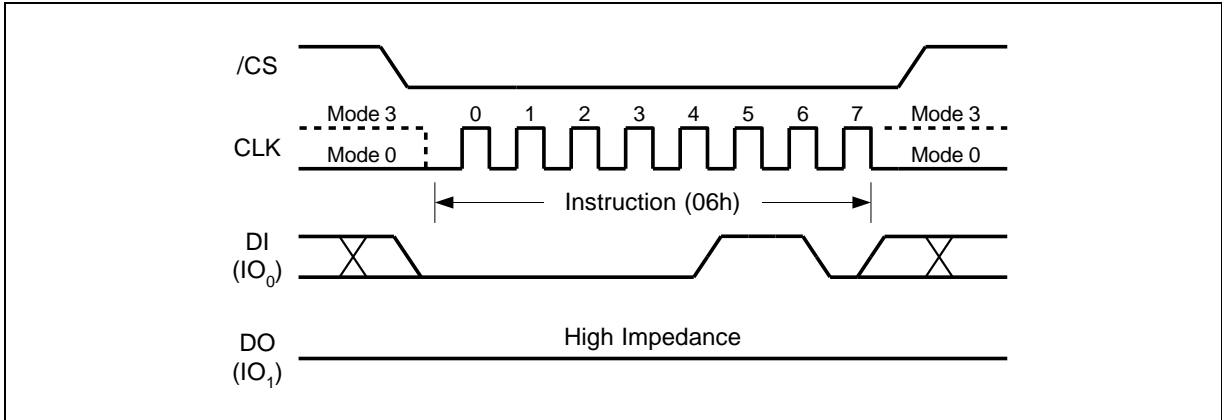 /CS
Mode 3 0 1 2 3 4 5 6 7 Mode 3
CLK
Mode 0 Mode 0
Instruction (06h)
DI
(IO0)
High Impedance
DO
(IO1)